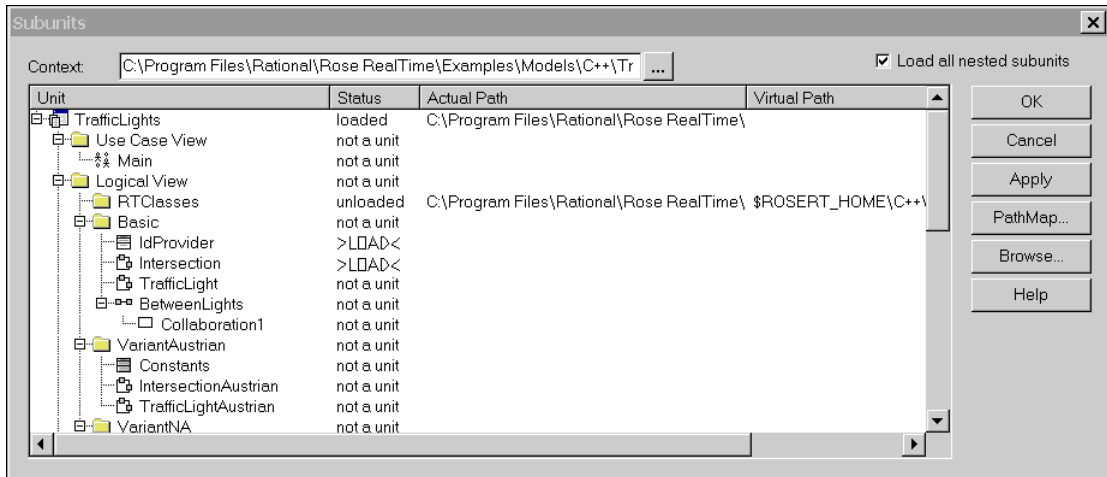 Subunits
Context: C:\Program Files\Rational\Rose RealTime\Examples\Models\C++\Tr ... Load all nested subunits
Unit Status Actual Path Virtual Path OK
TrafficLights loaded C:\Program Files\Rational\Rose RealTime\
Use Case View not a unit Cancel
Main not a unit
Logical View not a unit Apply
RTClasses unloaded C:\Program Files\Rational\Rose RealTime\ $ROSERT_HOME\C++\
Basic not a unit PathMap...
IdProvider >LOAD<
Intersection >LOAD< Browse...
TrafficLight not a unit
BetweenLights not a unit Help
Collaboration1 not a unit
VariantAustrian not a unit
Constants not a unit
IntersectionAustrian not a unit
TrafficLightAustrian not a unit
VariantNA not a unit